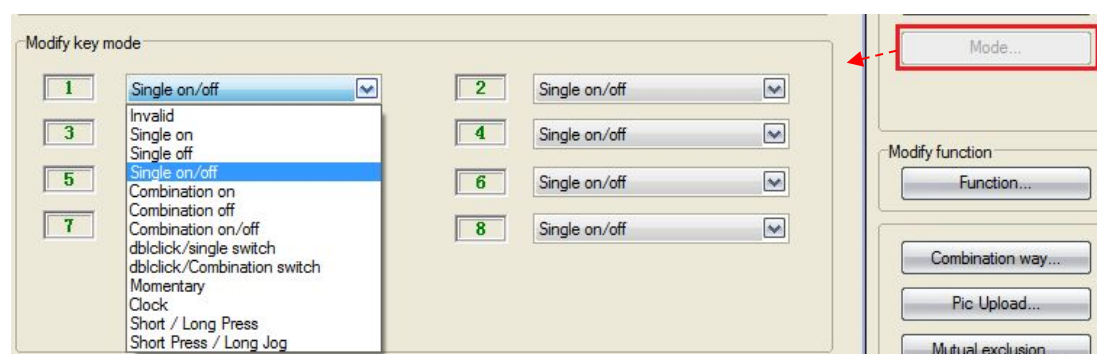 Modify key mode
1 Single on/off
2 Single on/off
Invalid
Single on
Single off
Single on/off
Combination on
Combination off
Combination on/off
dblclick/single switch
dblclick/Combination switch
Momentary
Clock
Short / Long Press
Short Press / Long Jog
3
4 Single on/off
5
6 Single on/off
7
8 Single on/off
Mode...
Modify function
Function...
Combination way...
Pic Upload...
Mutual exclusion